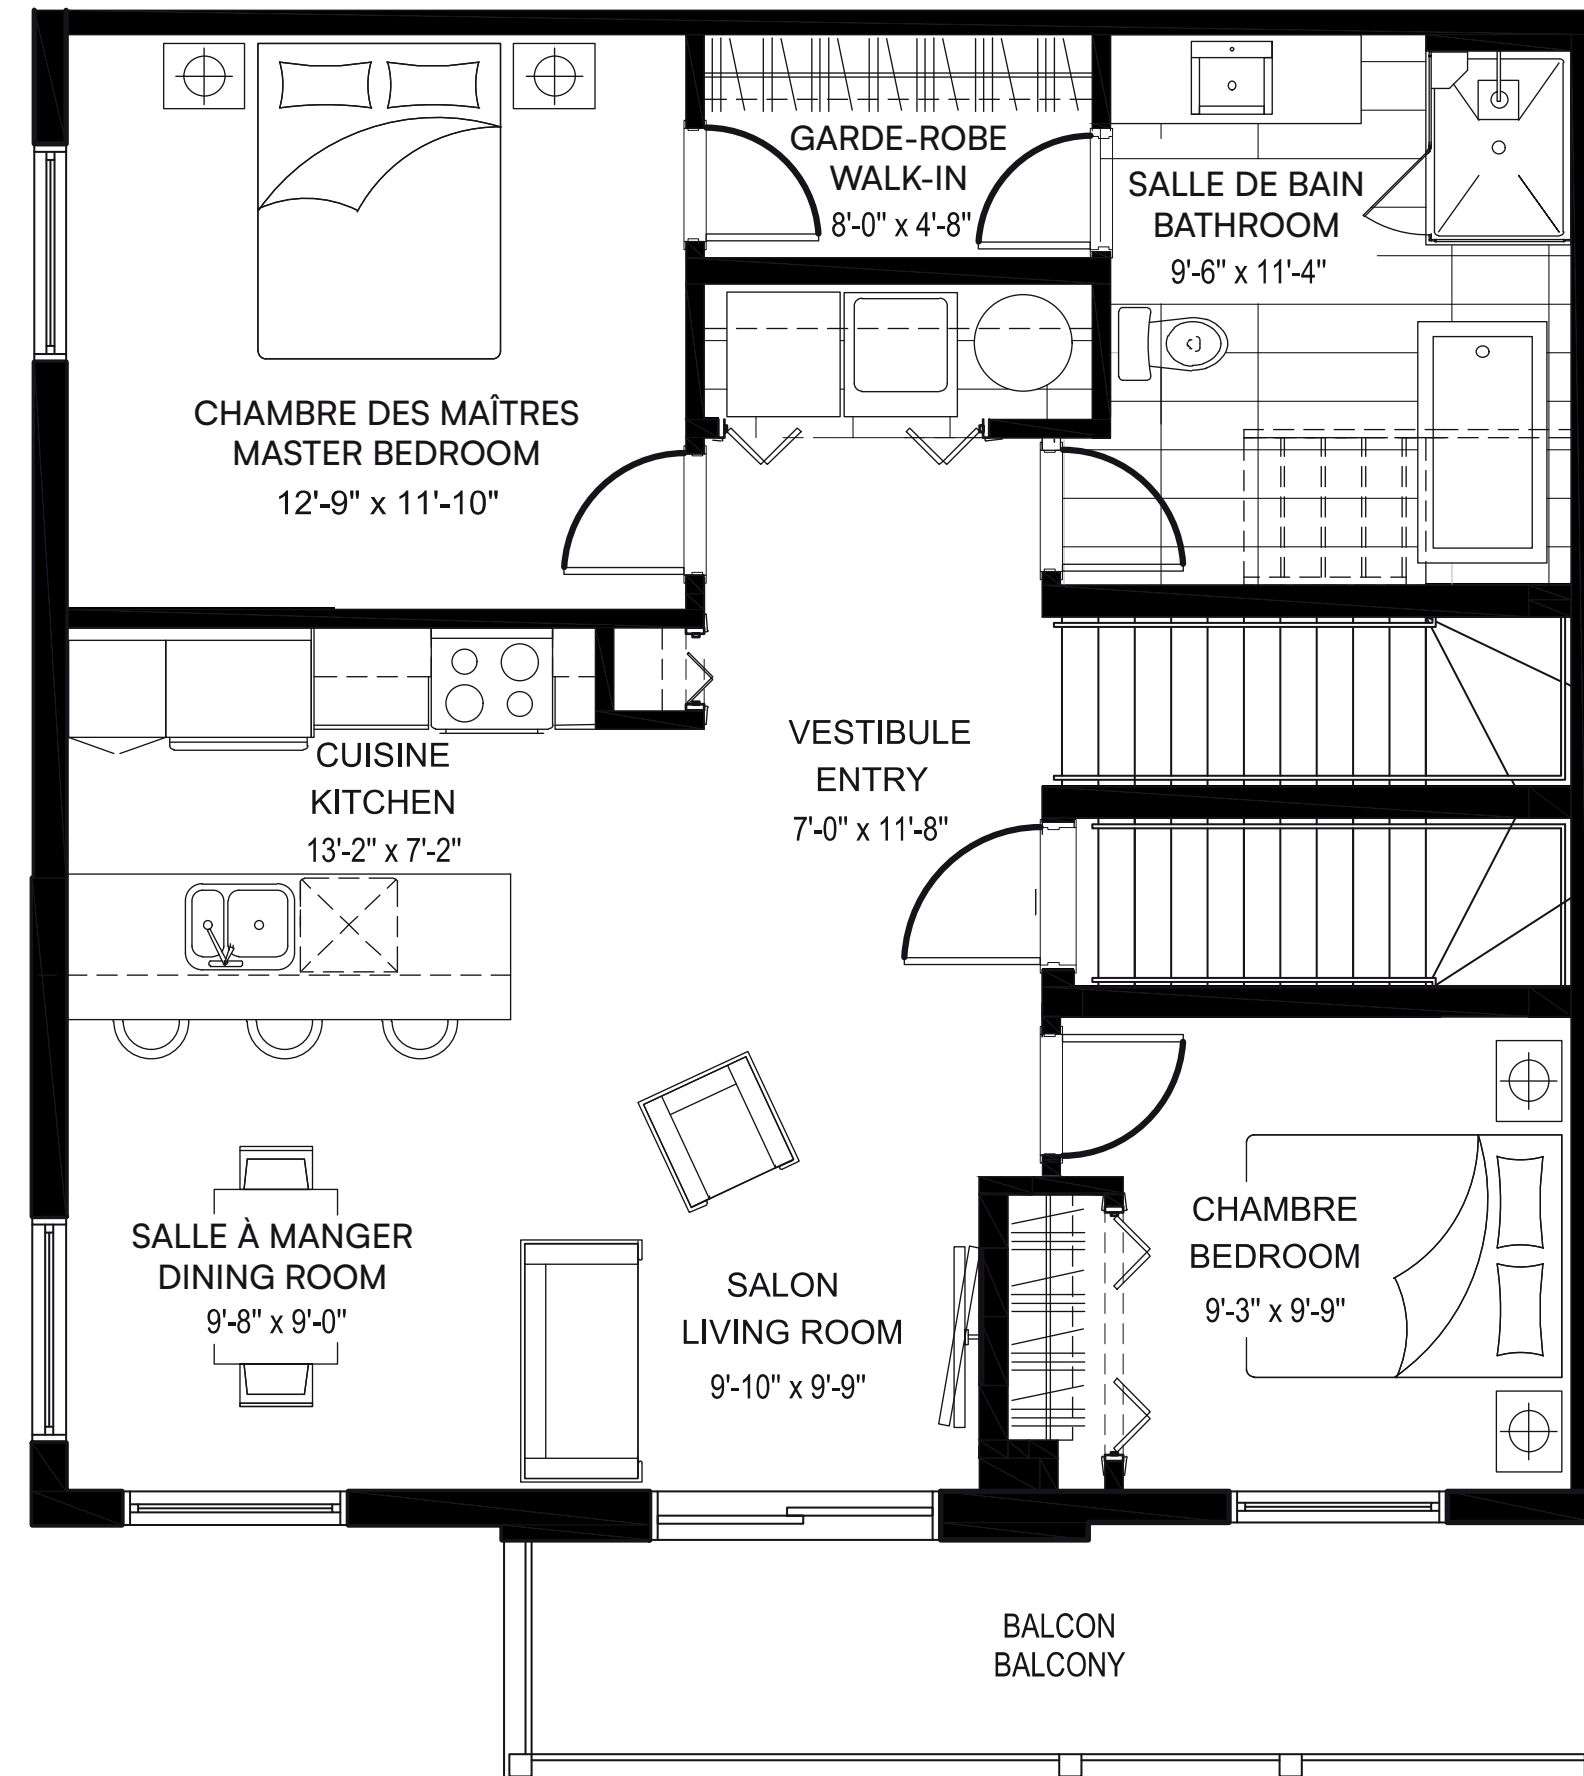 GARDE-ROBE
WALK-IN
8'-0" x 4'-8"
SALLE DE BAIN
BATHROOM
9'-6" x 11'-4"
CHAMBRE DES MAÎTRES
MASTER BEDROOM
12'-9" x 11'-10"
CUISINE
KITCHEN
13'-2" x 7'-2"
VESTIBULE
ENTRY
7'-0" x 11'-8"
SALLE À MANGER
DINING ROOM
9'-8" x 9'-0"
SALON
LIVING ROOM
9'-10" x 9'-9"
CHAMBRE
BEDROOM
9'-3" x 9'-9"
BALCON
BALCONY